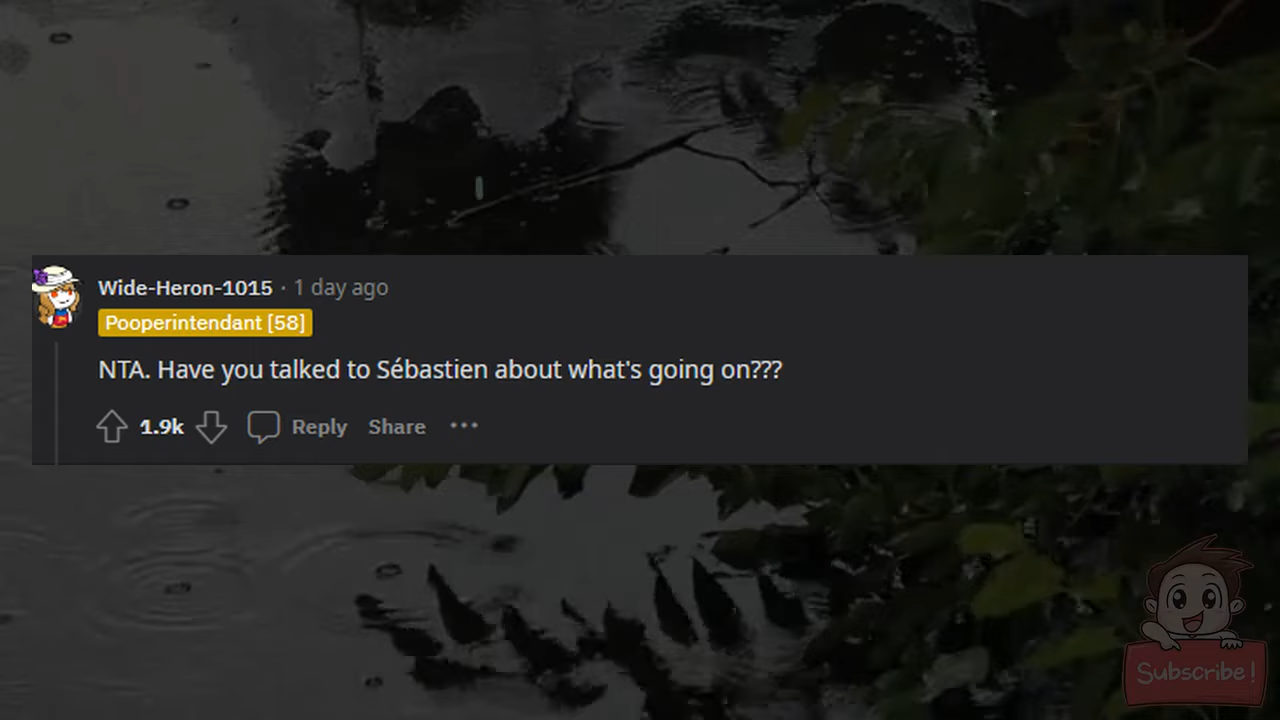 Wide-Heron-1015 · 1 day ago
Pooperintendant [58]
NTA. Have you talked to Sébastien about what's going on???
1.9k Reply Share ···
Subscribe!